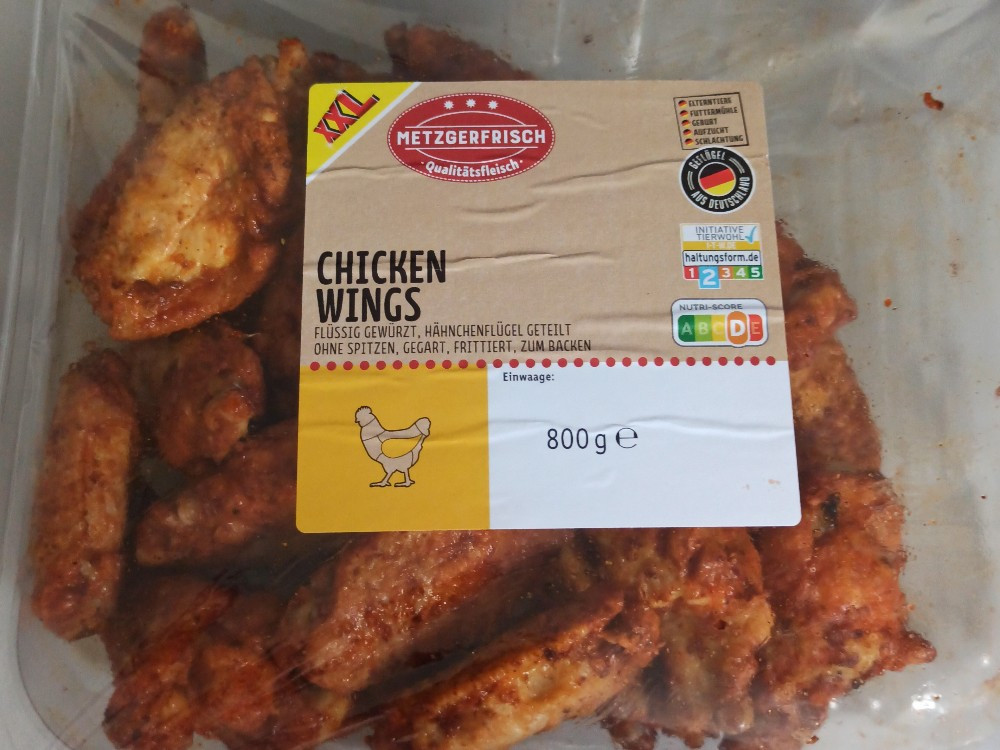 XXL
METZGERFRISCH
Qualitätsfleisch
ELTERNTIERE
FUTTERMÜHLE
GEBURT
AUFZUCHT
SCHLACHTUNG
GEFLÜGEL
AUS DEUTSCHLAND
INITIATIVE
TIERWOHL
haltungsform.de
1 2 3 4 5
CHICKEN
WINGS
NUTRI-SCORE
A B C D E
FLÜSSIG GEWÜRZT, HÄHNCHENFLÜGEL GETEILT
OHNE SPITZEN, GEGART, FRITTIERT, ZUM BACKEN
Einwaage:
800 g ℮